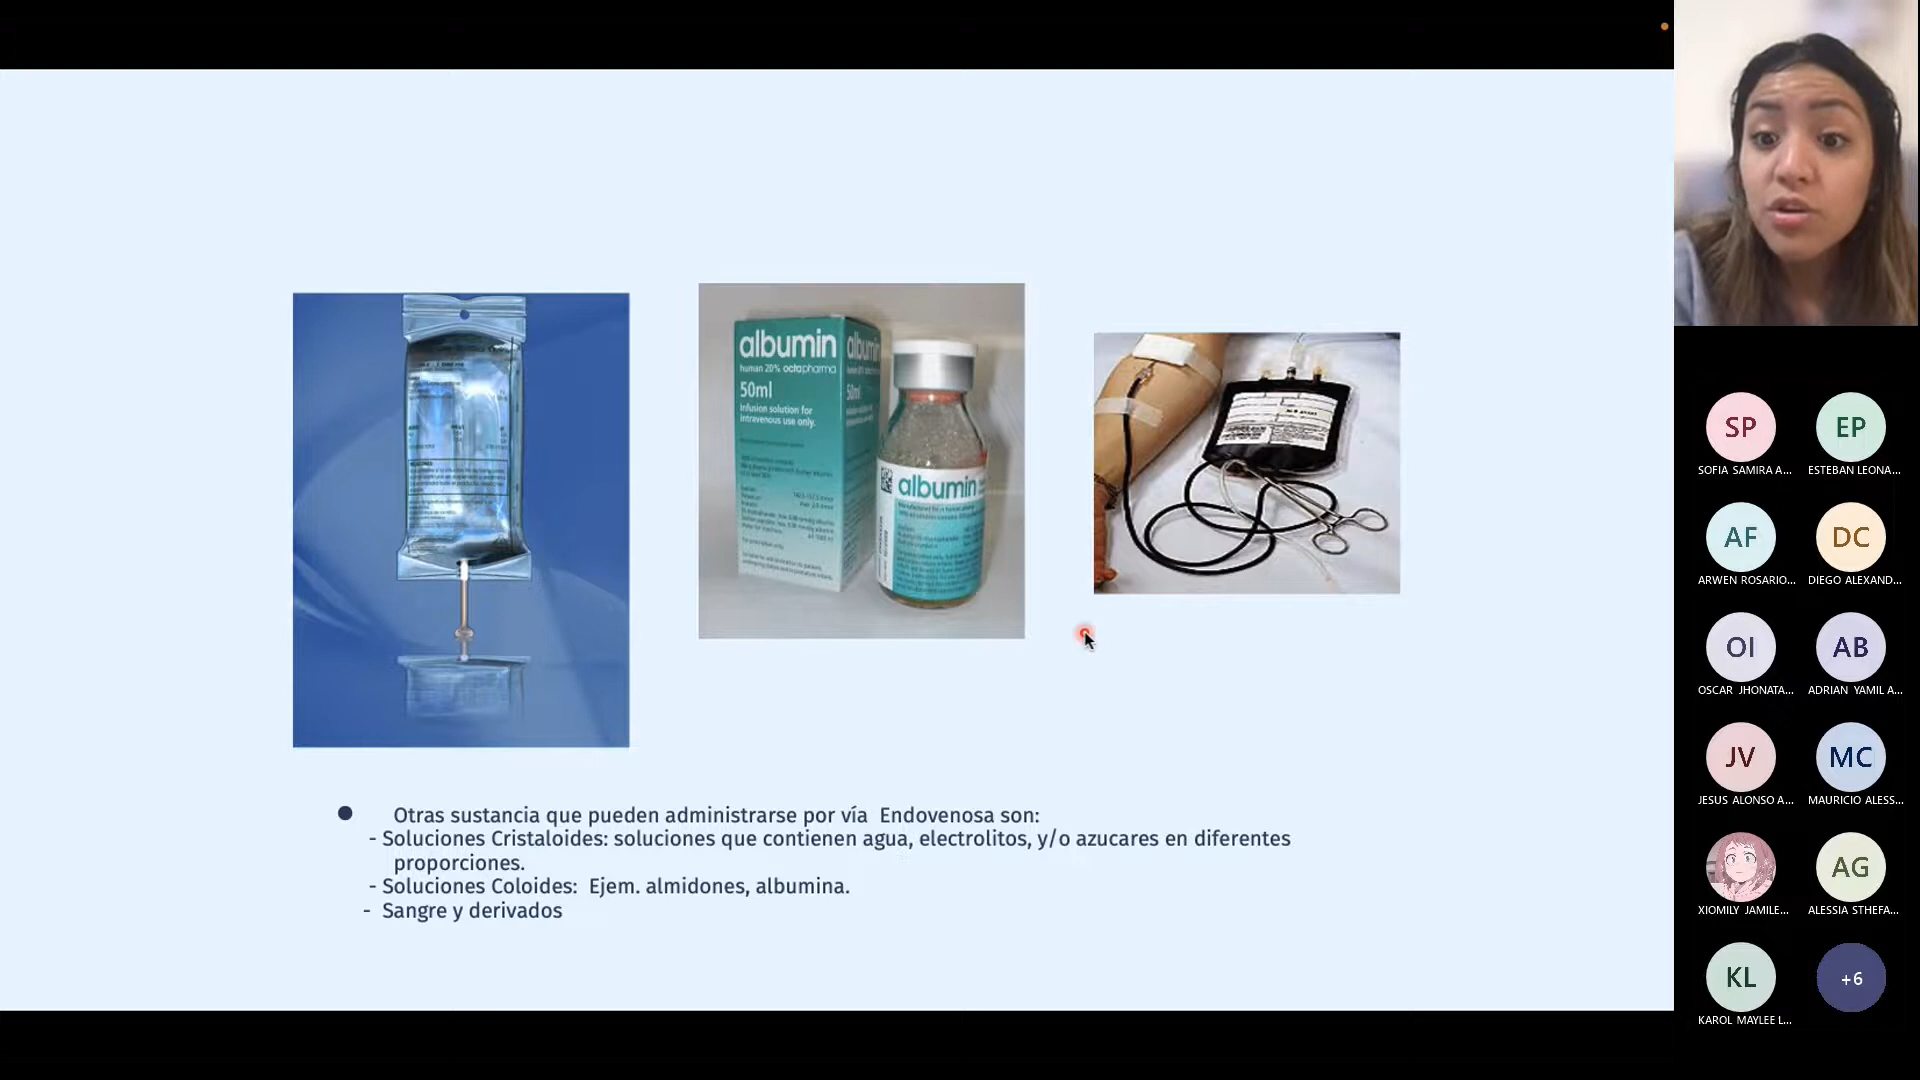 albumin
human 20% octapharma
50ml
Infusion solution for
intravenous use only.
albumin
50ml
albumin
Otras sustancia que pueden administrarse por vía Endovenosa son:
- Soluciones Cristaloides: soluciones que contienen agua, electrolitos, y/o azucares en diferentes
proporciones.
- Soluciones Coloides: Ejem. almidones, albumina.
- Sangre y derivados
SP
EP
SOFIA SAMIRA A...
ESTEBAN LEONA...
AF
DC
ARWEN ROSARIO...
DIEGO ALEXAND...
OI
AB
OSCAR JHONATA...
ADRIAN YAMIL A...
JV
MC
JESUS ALONSO A...
MAURICIO ALESS...
AG
XIOMILY JAMILE...
ALESSIA STHEFA...
KL
+6
KAROL MAYLEE L...